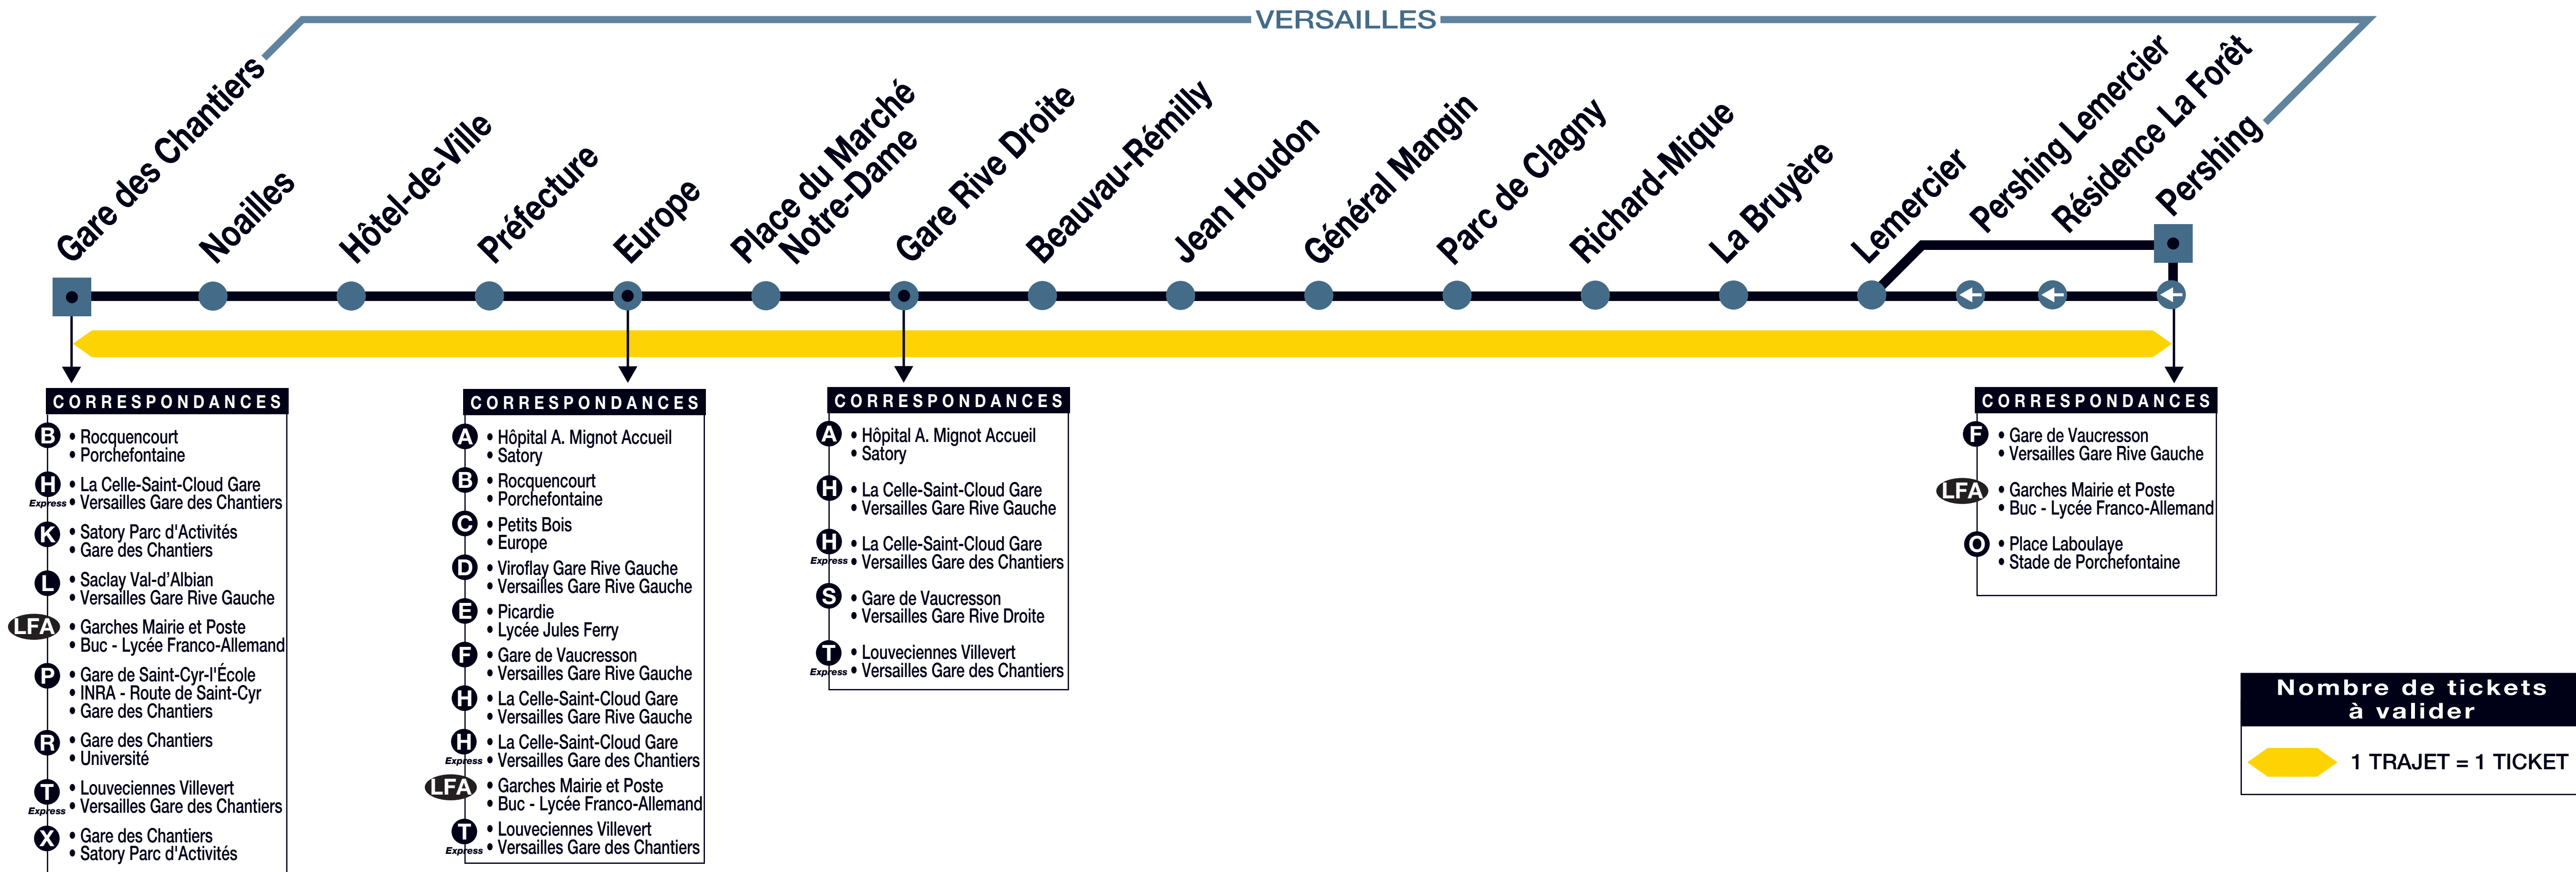 VERSAILLES
Gare des Chantiers
Noailles
Hôtel-de-Ville
Préfecture
Europe
Place du Marché
Notre-Dame
Gare Rive Droite
Beauvau-Rémilly
Jean Houdon
Général Mangin
Parc de Clagny
Richard-Mique
La Bruyère
Lemercier
Pershing Lemercier
Résidence La Forêt
Pershing
CORRESPONDANCES
B • Rocquencourt
• Porchefontaine
H • La Celle-Saint-Cloud Gare
Express • Versailles Gare des Chantiers
K • Satory Parc d'Activités
• Gare des Chantiers
L • Saclay Val-d'Albian
• Versailles Gare Rive Gauche
LFA • Garches Mairie et Poste
• Buc - Lycée Franco-Allemand
P • Gare de Saint-Cyr-l'École
• INRA - Route de Saint-Cyr
• Gare des Chantiers
R • Gare des Chantiers
• Université
T • Louveciennes Villevert
Express • Versailles Gare des Chantiers
X • Gare des Chantiers
• Satory Parc d'Activités
CORRESPONDANCES
A • Hôpital A. Mignot Accueil
• Satory
B • Rocquencourt
• Porchefontaine
C • Petits Bois
• Europe
D • Viroflay Gare Rive Gauche
• Versailles Gare Rive Gauche
E • Picardie
• Lycée Jules Ferry
F • Gare de Vaucresson
• Versailles Gare Rive Gauche
H • La Celle-Saint-Cloud Gare
• Versailles Gare Rive Gauche
H • La Celle-Saint-Cloud Gare
Express • Versailles Gare des Chantiers
LFA • Garches Mairie et Poste
• Buc - Lycée Franco-Allemand
T • Louveciennes Villevert
Express • Versailles Gare des Chantiers
CORRESPONDANCES
A • Hôpital A. Mignot Accueil
• Satory
H • La Celle-Saint-Cloud Gare
• Versailles Gare Rive Gauche
H • La Celle-Saint-Cloud Gare
Express • Versailles Gare des Chantiers
S • Gare de Vaucresson
• Versailles Gare Rive Droite
T • Louveciennes Villevert
Express • Versailles Gare des Chantiers
CORRESPONDANCES
F • Gare de Vaucresson
• Versailles Gare Rive Gauche
LFA • Garches Mairie et Poste
• Buc - Lycée Franco-Allemand
O • Place Laboulaye
• Stade de Porchefontaine
Nombre de tickets
à valider
1 TRAJET = 1 TICKET